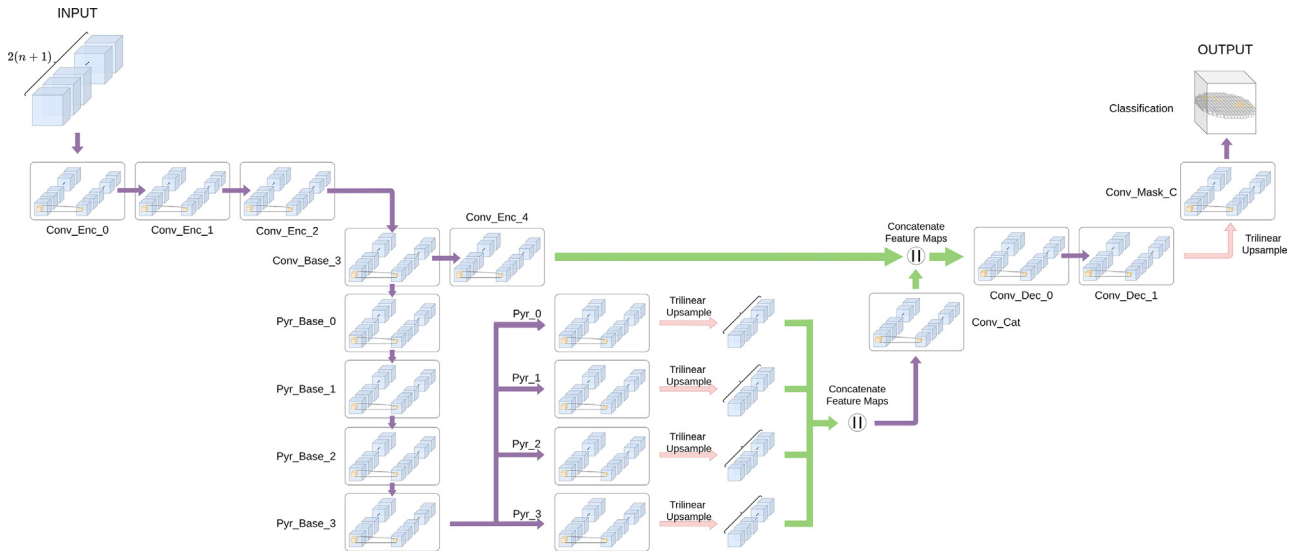 INPUT
2(n + 1)
OUTPUT
Classification
Conv_Mask_C
Conv_Enc_0
Conv_Enc_1
Conv_Enc_2
Conv_Enc_4
Conv_Base_3
Concatenate
Feature Maps
||
Trilinear
Upsample
Conv_Dec_0
Conv_Dec_1
Pyr_Base_0
Pyr_0
Trilinear
Upsample
Conv_Cat
Pyr_Base_1
Pyr_1
Trilinear
Upsample
Concatenate
Feature Maps
||
Pyr_Base_2
Pyr_2
Trilinear
Upsample
Pyr_Base_3
Pyr_3
Trilinear
Upsample